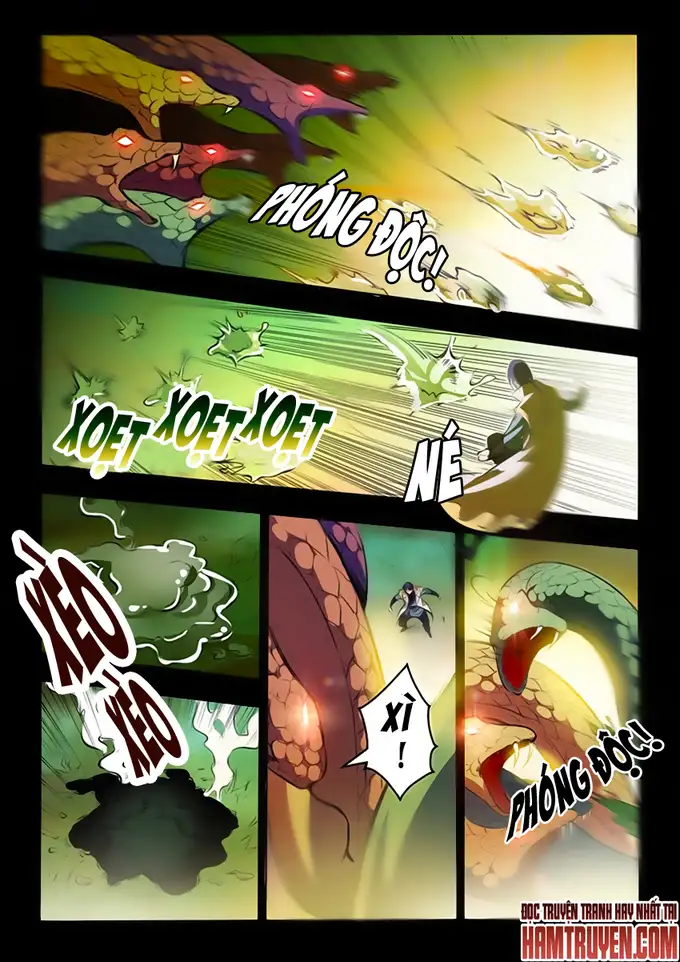 PHÓNG ĐỘC!
XOẸT XOẸT XOẸT
NÉ
XÈO
XÈO
XÌ
!
PHÓNG ĐỘC!
ĐỌC TRUYỆN TRANH HAY NHẤT TẠI
HAMTRUYEN.COM